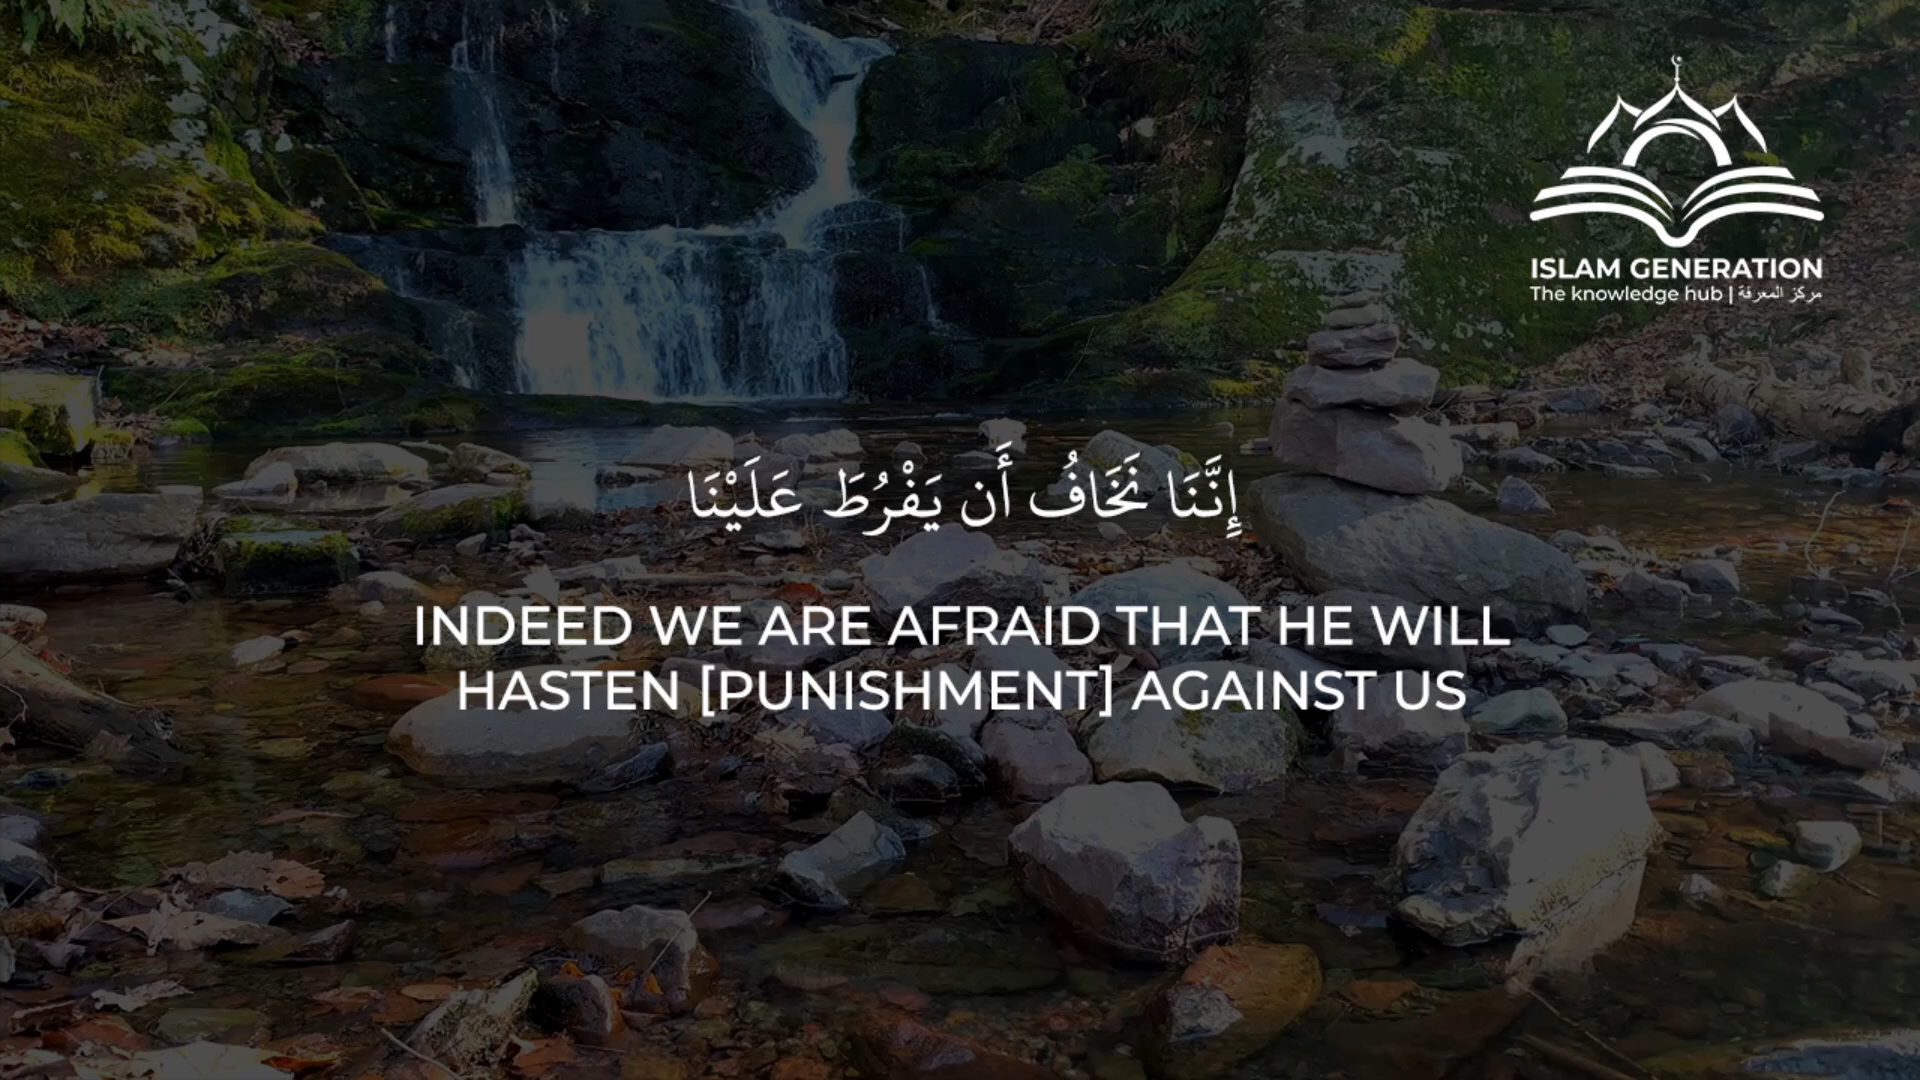 ISLAM GENERATION
The knowledge hub | مركز المعرفة
إِنَّنَا نَخَافُ أَن يَفْرُطَ عَلَيْنَا
INDEED WE ARE AFRAID THAT HE WILL
HASTEN [PUNISHMENT] AGAINST US